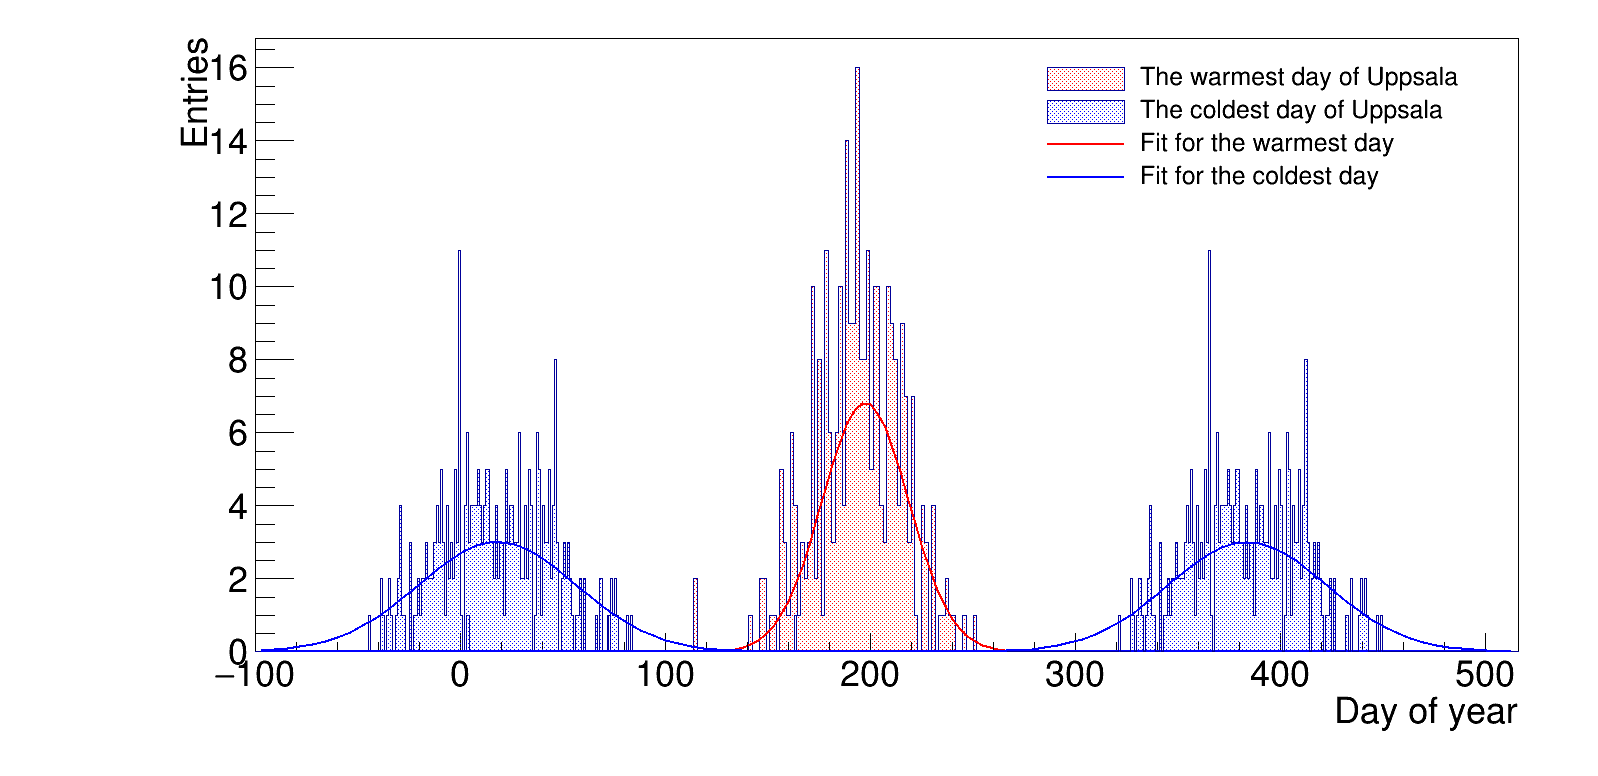 Entries
16
14
12
10
8
6
4
2
0
The warmest day of Uppsala
The coldest day of Uppsala
Fit for the warmest day
Fit for the coldest day
−100 0 100 200 300 400 500
Day of year